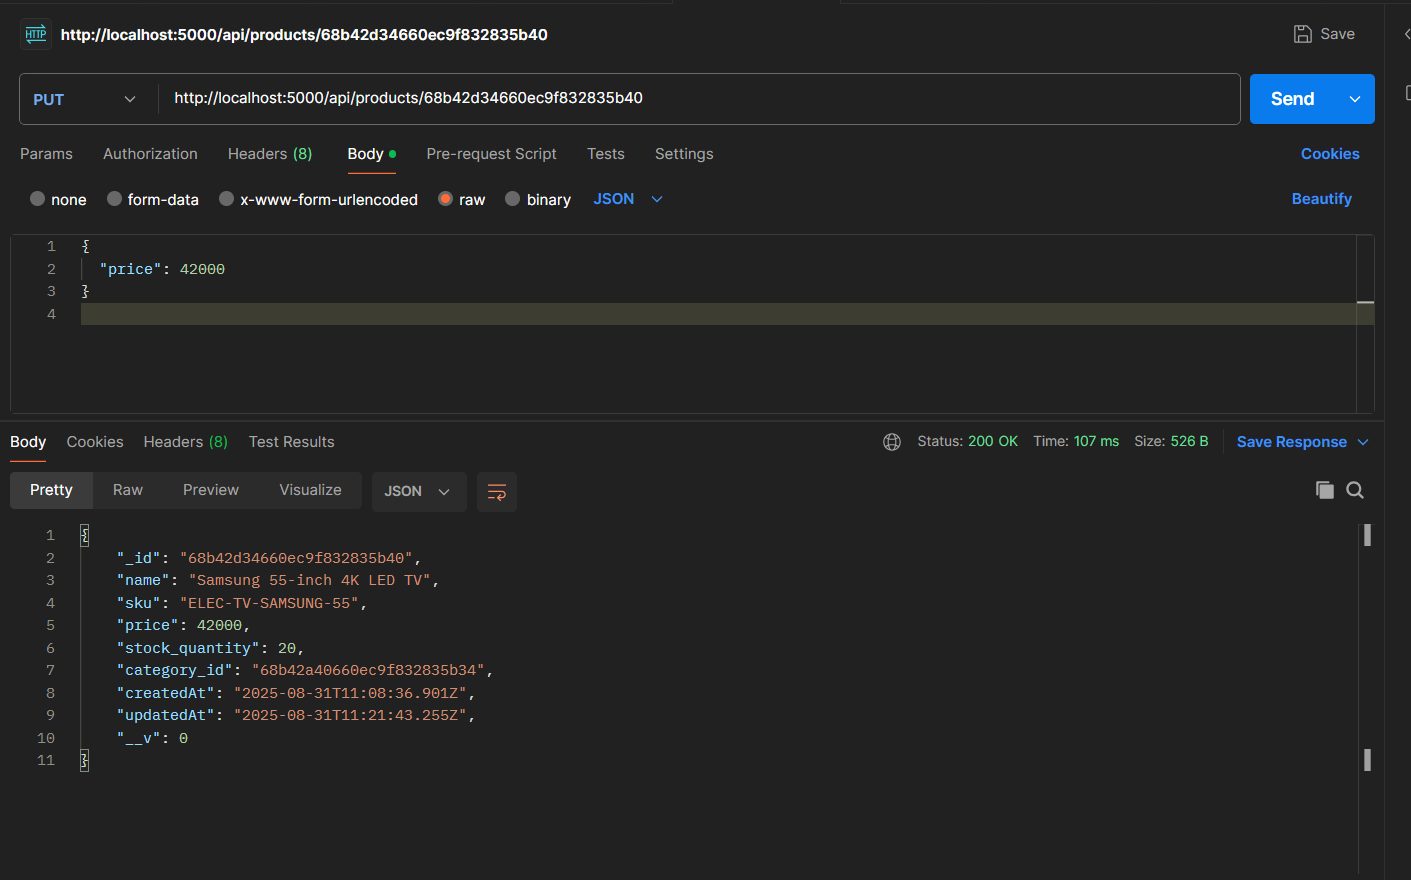 HTTP http://localhost:5000/api/products/68b42d34660ec9f832835b40 Save
PUT http://localhost:5000/api/products/68b42d34660ec9f832835b40 Send
Params Authorization Headers (8) Body Pre-request Script Tests Settings Cookies
none form-data x-www-form-urlencoded raw binary JSON Beautify
1 {
2 "price": 42000
3 }
4
Body Cookies Headers (8) Test Results Status: 200 OK Time: 107 ms Size: 526 B Save Response
Pretty Raw Preview Visualize JSON
1 {
2 "_id": "68b42d34660ec9f832835b40",
3 "name": "Samsung 55-inch 4K LED TV",
4 "sku": "ELEC-TV-SAMSUNG-55",
5 "price": 42000,
6 "stock_quantity": 20,
7 "category_id": "68b42a40660ec9f832835b34",
8 "createdAt": "2025-08-31T11:08:36.901Z",
9 "updatedAt": "2025-08-31T11:21:43.255Z",
10 "__v": 0
11 }